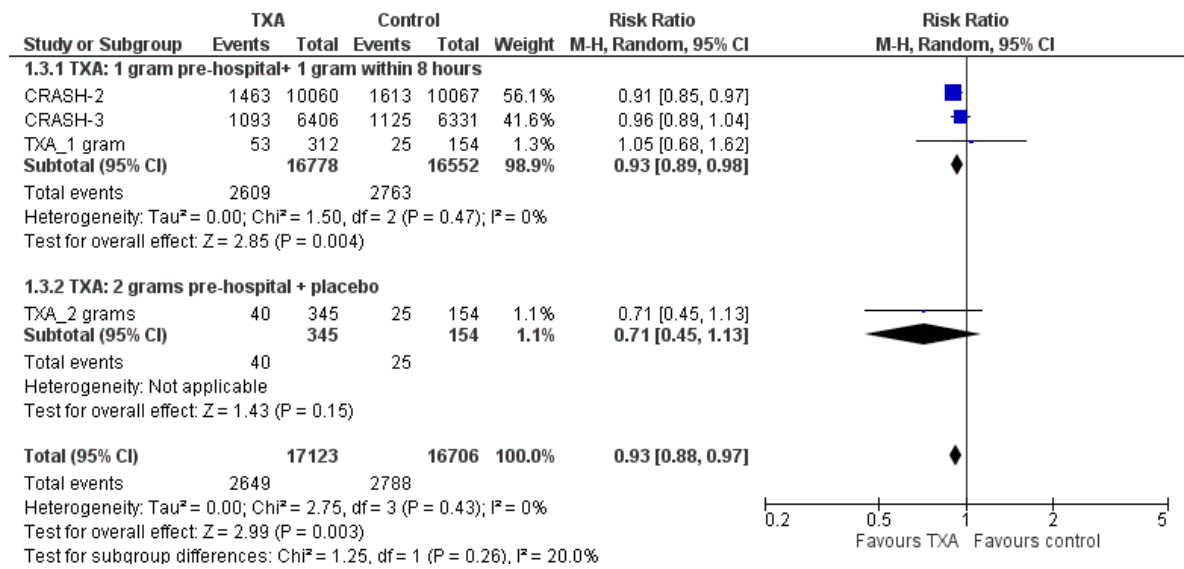 TXA Control Risk Ratio Risk Ratio
Study or Subgroup Events Total Events Total Weight M-H, Random, 95% CI M-H, Random, 95% CI
1.3.1 TXA: 1 gram pre-hospital+ 1 gram within 8 hours
CRASH-2 1463 10060 1613 10067 56.1% 0.91 [0.85, 0.97]
CRASH-3 1093 6406 1125 6331 41.6% 0.96 [0.89, 1.04]
TXA_1 gram 53 312 25 154 1.3% 1.05 [0.68, 1.62]
Subtotal (95% CI) 16778 16552 98.9% 0.93 [0.89, 0.98]
Total events 2609 2763
Heterogeneity: Tau² = 0.00; Chi² = 1.50, df = 2 (P = 0.47); I² = 0%
Test for overall effect: Z = 2.85 (P = 0.004)
1.3.2 TXA: 2 grams pre-hospital + placebo
TXA_2 grams 40 345 25 154 1.1% 0.71 [0.45, 1.13]
Subtotal (95% CI) 345 154 1.1% 0.71 [0.45, 1.13]
Total events 40 25
Heterogeneity: Not applicable
Test for overall effect: Z = 1.43 (P = 0.15)
Total (95% CI) 17123 16706 100.0% 0.93 [0.88, 0.97]
Total events 2649 2788
Heterogeneity: Tau² = 0.00; Chi² = 2.75, df = 3 (P = 0.43); I² = 0%
Test for overall effect: Z = 2.99 (P = 0.003)
Test for subgroup differences: Chi² = 1.25, df = 1 (P = 0.26), I² = 20.0%
0.2 0.5 1 2 5
Favours TXA Favours control